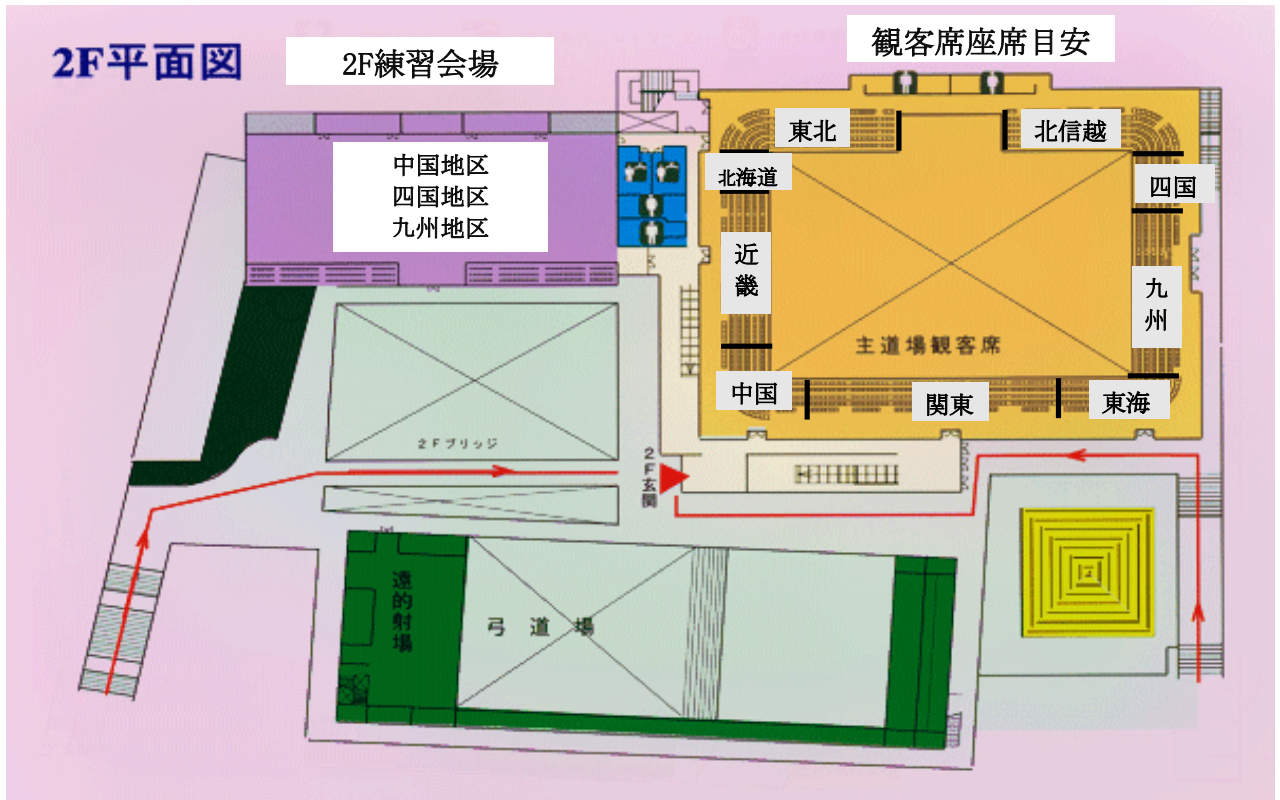 2F平面図
2F練習会場
観客席座席目安
中国地区
四国地区
九州地区
東北
北信越
北海道
四国
近畿
九州
主道場観客席
中国
関東
東海
2Fブリッジ
2F玄関
遠的射場
弓道場